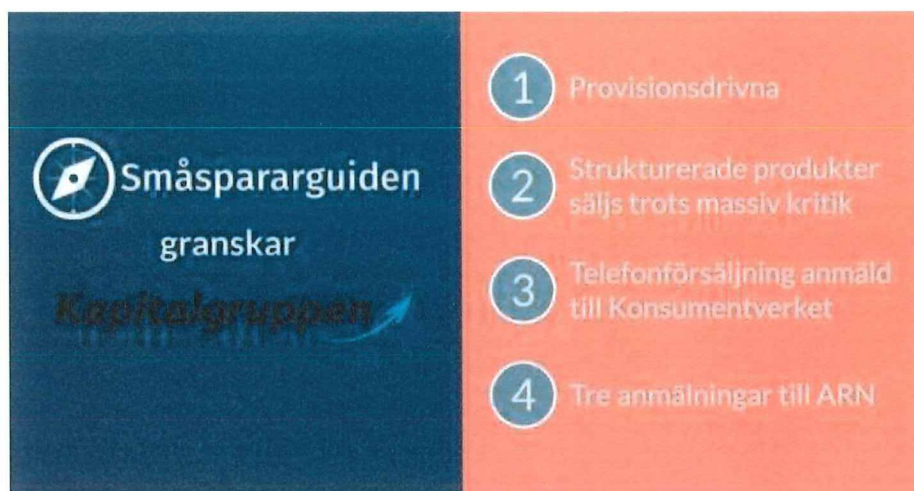 Småspararguiden
granskar
Kapitalgruppen
1 Provisionsdrivna
2 Strukturerade produkter
säljs trots massiv kritik
3 Telefonförsäljning anmäld
till Konsumentverket
4 Tre anmälningar till ARN